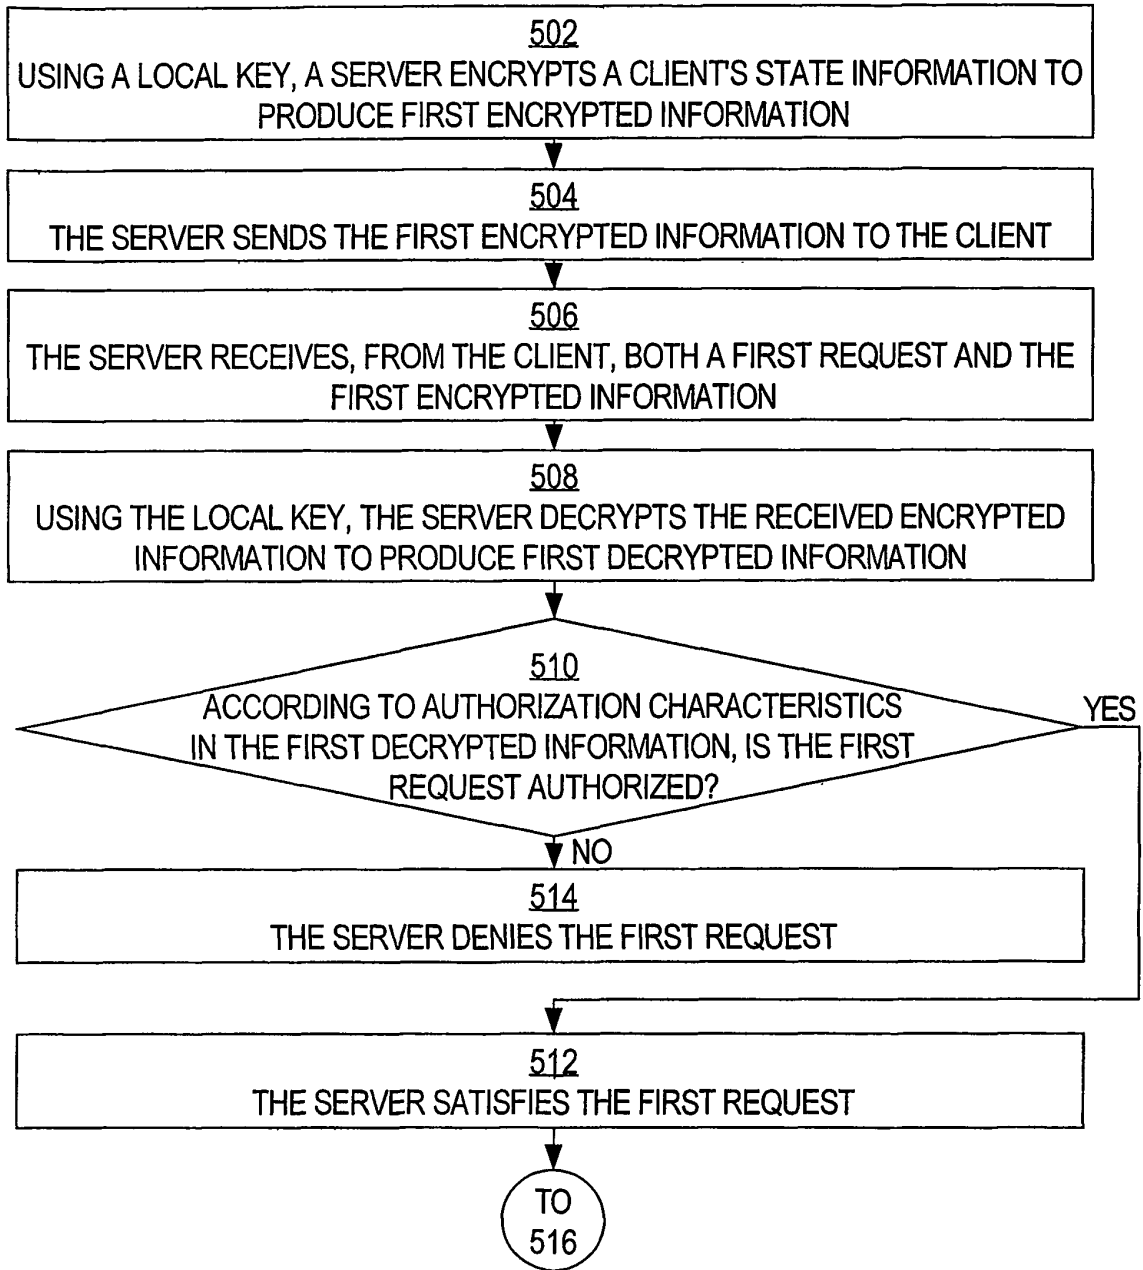 502
USING A LOCAL KEY, A SERVER ENCRYPTS A CLIENT'S STATE INFORMATION TO
PRODUCE FIRST ENCRYPTED INFORMATION
504
THE SERVER SENDS THE FIRST ENCRYPTED INFORMATION TO THE CLIENT
506
THE SERVER RECEIVES, FROM THE CLIENT, BOTH A FIRST REQUEST AND THE
FIRST ENCRYPTED INFORMATION
508
USING THE LOCAL KEY, THE SERVER DECRYPTS THE RECEIVED ENCRYPTED
INFORMATION TO PRODUCE FIRST DECRYPTED INFORMATION
510
ACCORDING TO AUTHORIZATION CHARACTERISTICS
IN THE FIRST DECRYPTED INFORMATION, IS THE FIRST
REQUEST AUTHORIZED?
YES
NO
514
THE SERVER DENIES THE FIRST REQUEST
512
THE SERVER SATISFIES THE FIRST REQUEST
TO
516